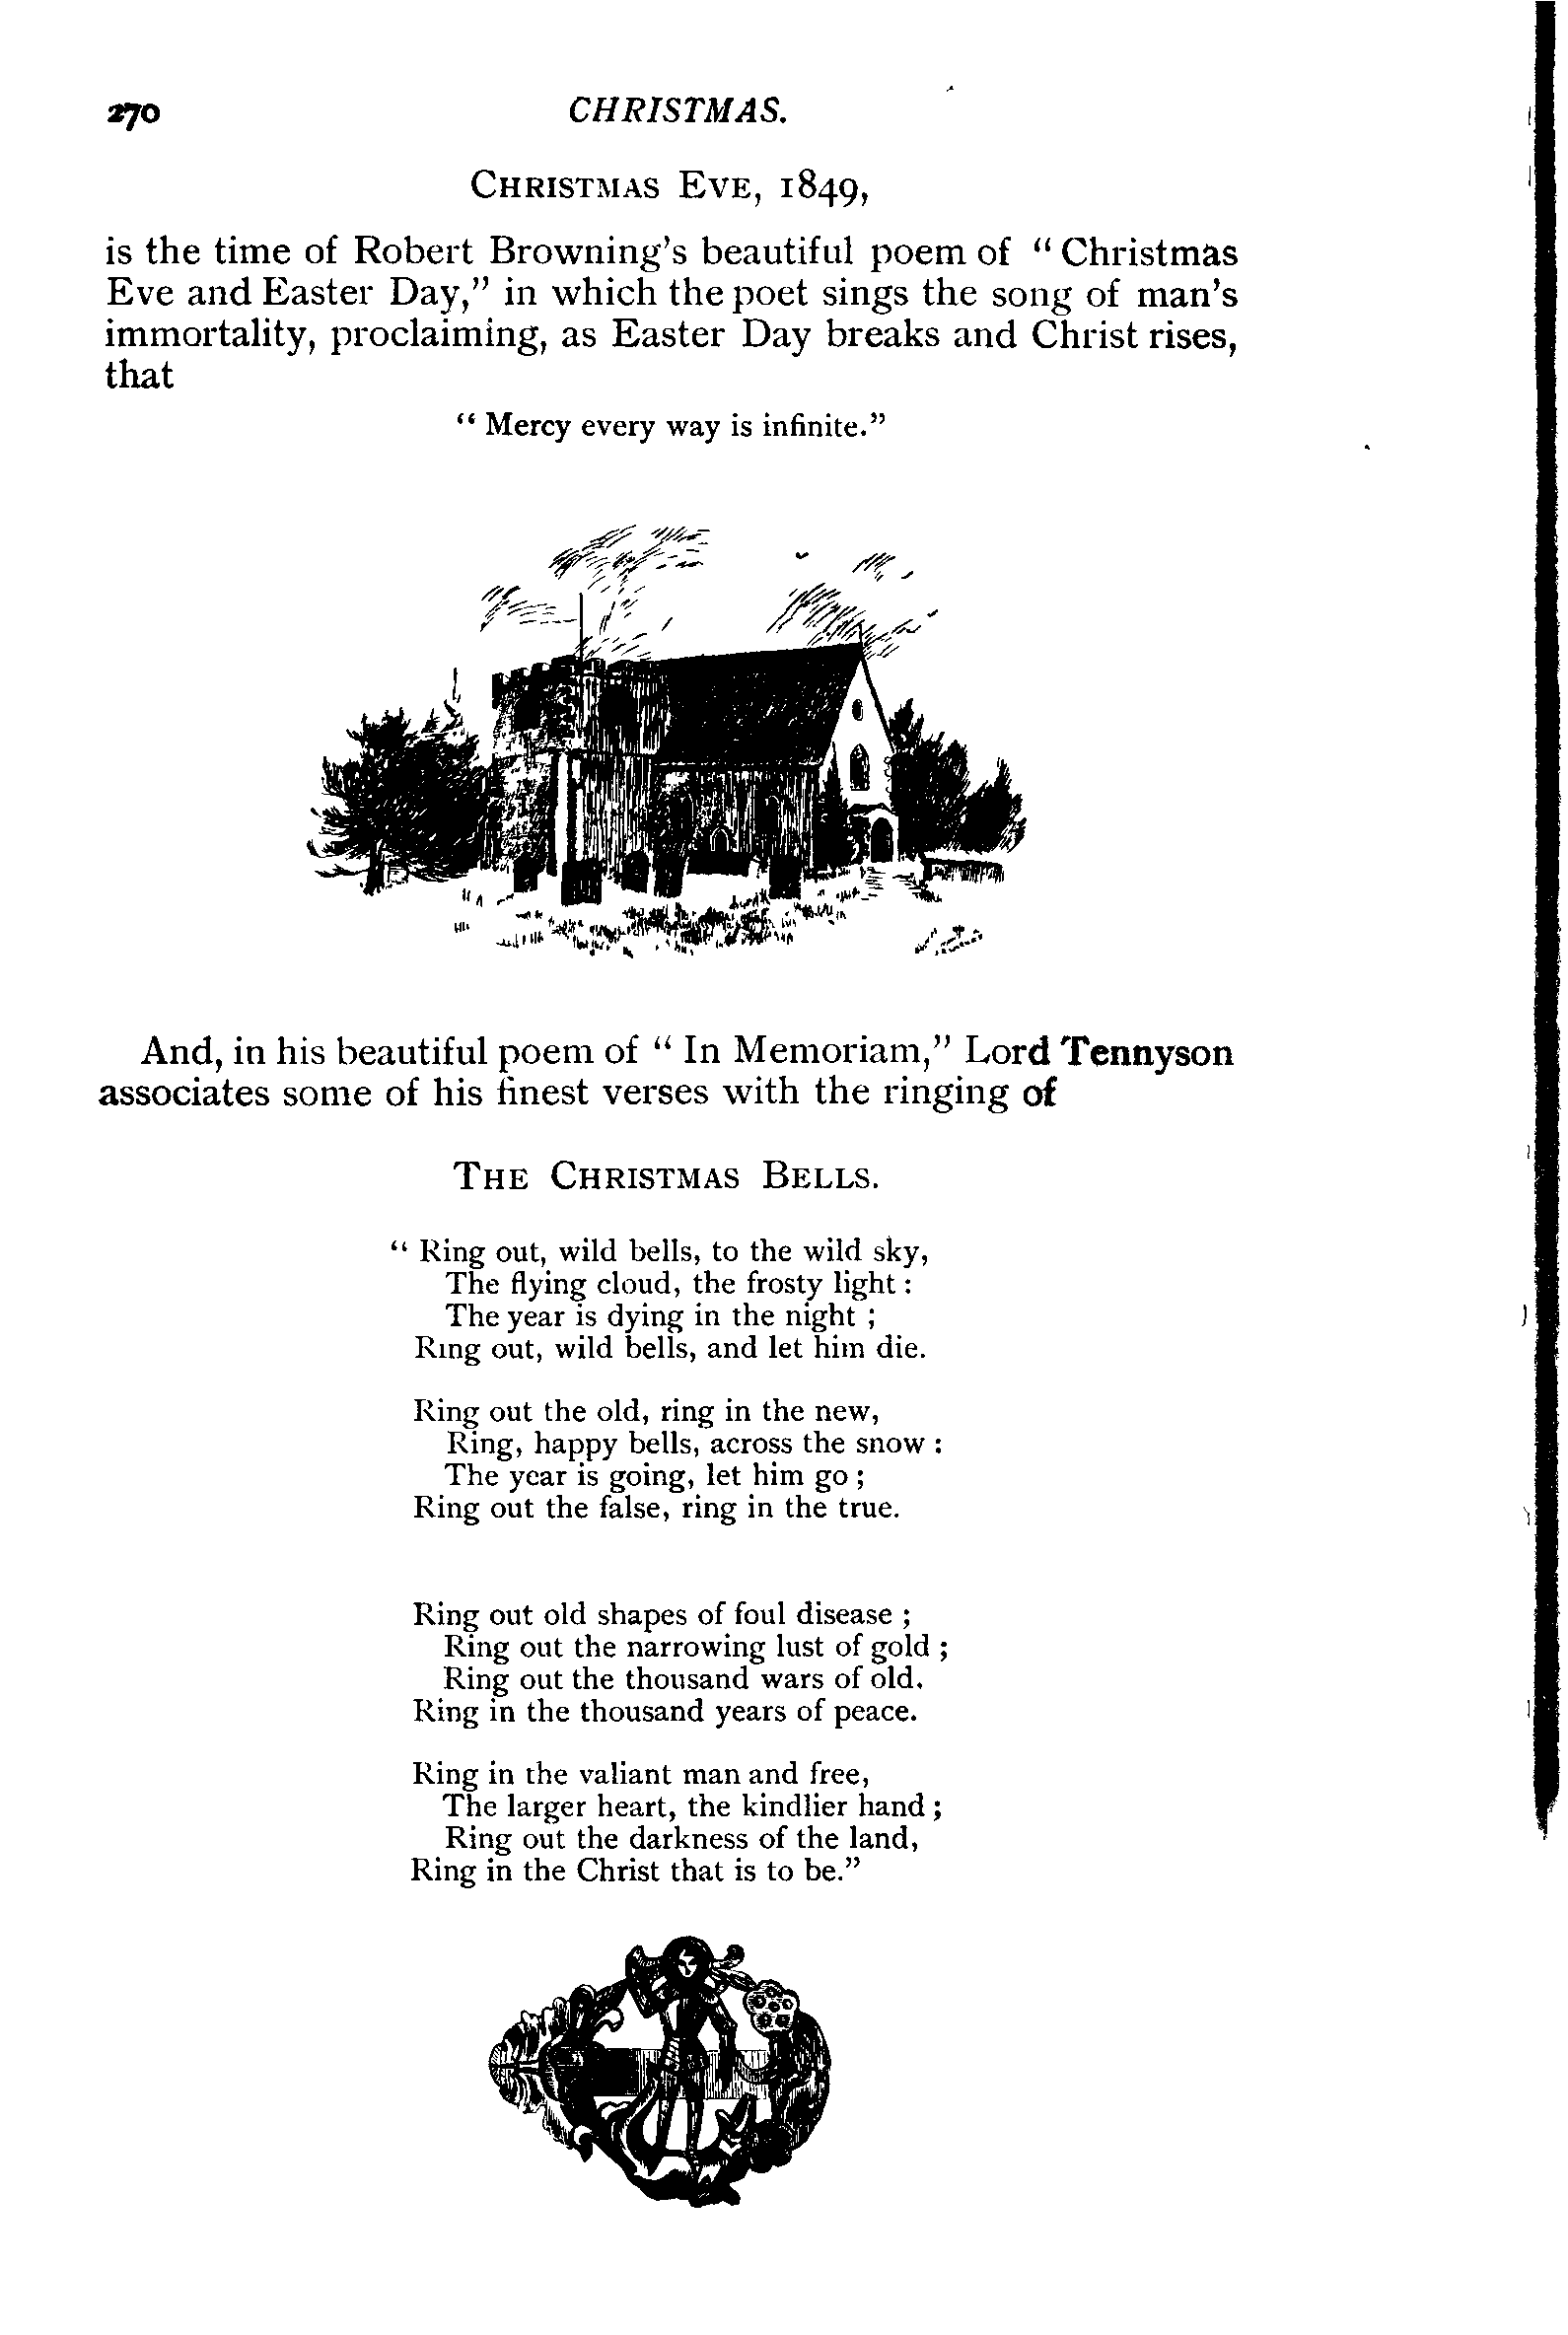 270 CHRISTMAS.
CHRISTMAS EVE, 1849,
is the time of Robert Browning's beautiful poem of “Christmas
Eve and Easter Day,” in which the poet sings the song of man's
immortality, proclaiming, as Easter Day breaks and Christ rises,
that
“Mercy every way is infinite.”
And, in his beautiful poem of “In Memoriam,” Lord Tennyson
associates some of his finest verses with the ringing of
THE CHRISTMAS BELLS.
“Ring out, wild bells, to the wild sky,
The flying cloud, the frosty light :
The year is dying in the night ;
Ring out, wild bells, and let him die.
Ring out the old, ring in the new,
Ring, happy bells, across the snow :
The year is going, let him go ;
Ring out the false, ring in the true.
Ring out old shapes of foul disease ;
Ring out the narrowing lust of gold ;
Ring out the thousand wars of old.
Ring in the thousand years of peace.
Ring in the valiant man and free,
The larger heart, the kindlier hand ;
Ring out the darkness of the land,
Ring in the Christ that is to be.”